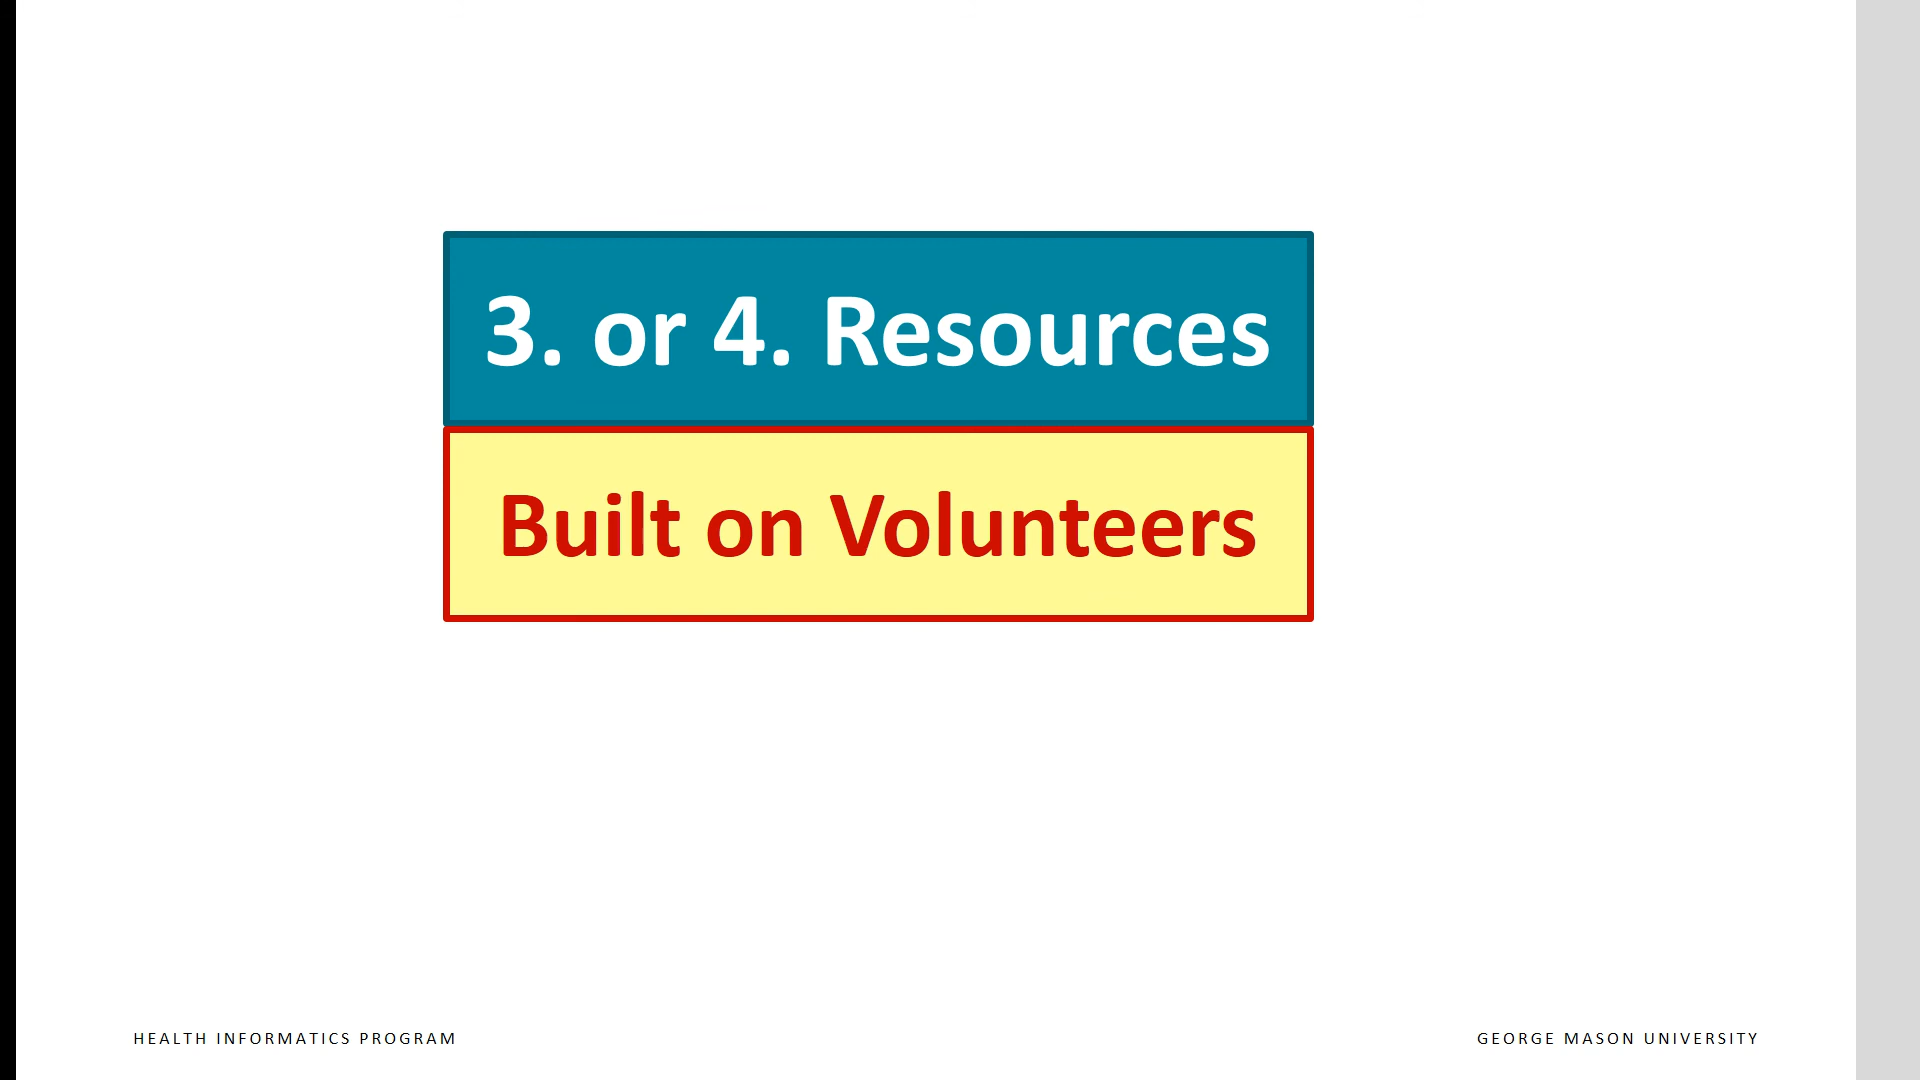 3. or 4. Resources
Built on Volunteers
HEALTH INFORMATICS PROGRAM
GEORGE MASON UNIVERSITY